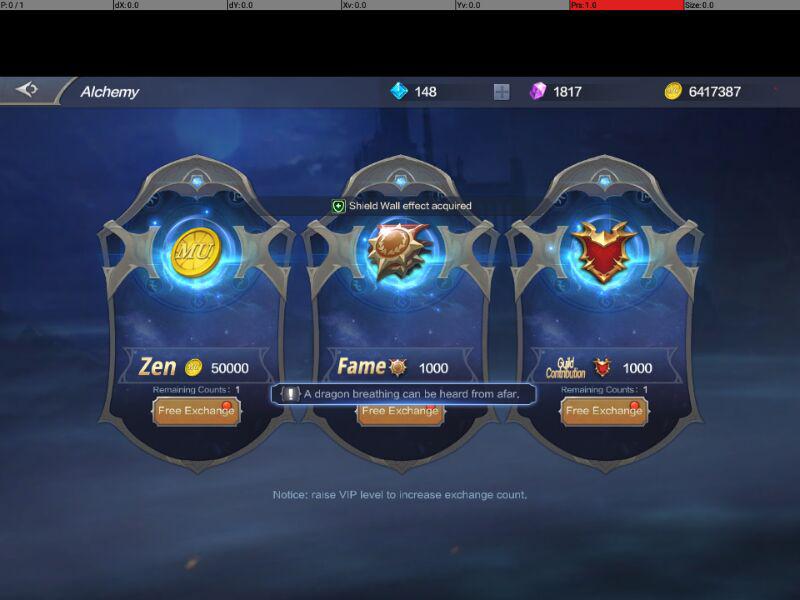 P: 0 / 1 dX: 0.0 dY: 0.0 Xv: 0.0 Yv: 0.0 Prs: 1.0 Size: 0.0
Alchemy 148 1817 6417387
Shield Wall effect acquired
MU
Zen 50000
Fame 1000
Guild Contribution 1000
Remaining Counts: 1
Remaining Counts: 1
A dragon breathing can be heard from afar.
Free Exchange
Free Exchange
Free Exchange
Notice: raise VIP level to increase exchange count.